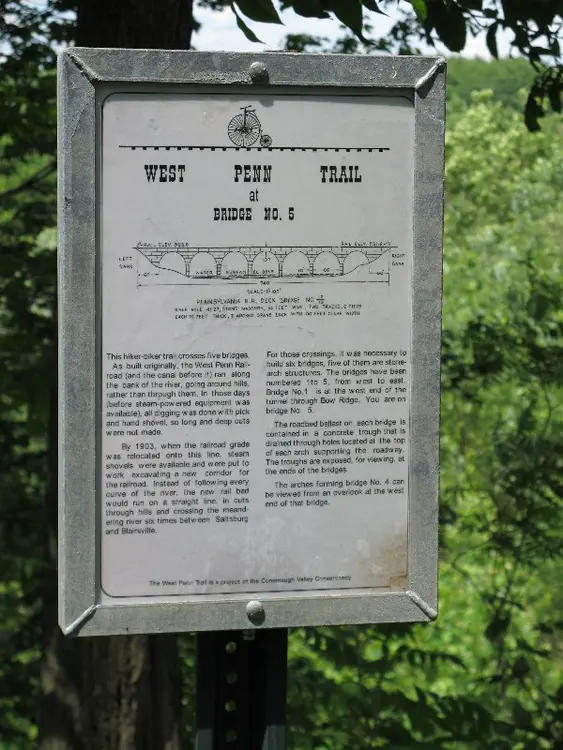 WEST PENN TRAIL
at
BRIDGE NO. 5
LEFT BANK
RIGHT BANK
PENNSYLVANIA R.R. DECK BRIDGE NO.
This hiker-biker trail crosses five bridges.
As built originally, the West Penn Rail-
road (and the canal before it) ran along
the bank of the river, going around hills,
rather than through them. In those days
(before steam-powered equipment was
available), all digging was done with pick
and hand shovel, so long and deep cuts
were not made.
By 1903, when the railroad grade
was relocated onto this line, steam
shovels were available and were put to
work excavating a new corridor for
the railroad. Instead of following every
curve of the river, the new rail bed
would run on a straight line, in cuts
through hills and crossing the meand-
ering river six times between Saltsburg
and Blairsville.
For those crossings, it was necessary to
build six bridges, five of them are stone-
arch structures. The bridges have been
numbered 1 to 5, from west to east.
Bridge No.1 is at the west end of the
tunnel through Bow Ridge. You are on
bridge No. 5.
The roadbed ballast on each bridge is
contained in a concrete trough that is
drained through holes located at the top
of each arch supporting the roadway.
The troughs are exposed, for viewing, at
the ends of the bridges.
The arches forming bridge No. 4 can
be viewed from an overlook at the west
end of that bridge.
The West Penn Trail is a project of the Conemaugh Valley Conservancy